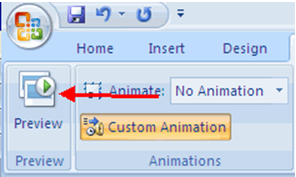 Home Insert Design
Animate: No Animation
Preview
Custom Animation
Preview Animations